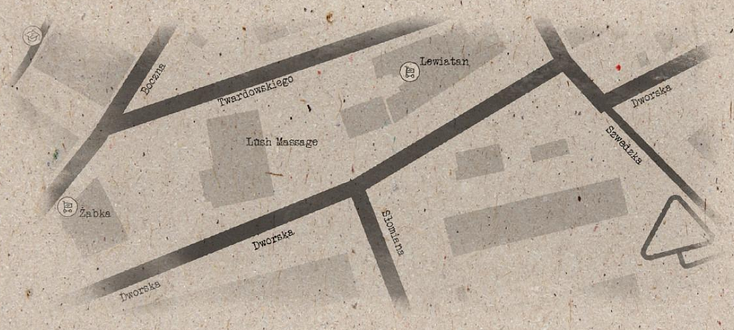 Lewiatan
Boczna
Twardowskiego
Dworska
Lush Massage
Szwedzka
Żabka
Słomiana
Dworska
Dworska